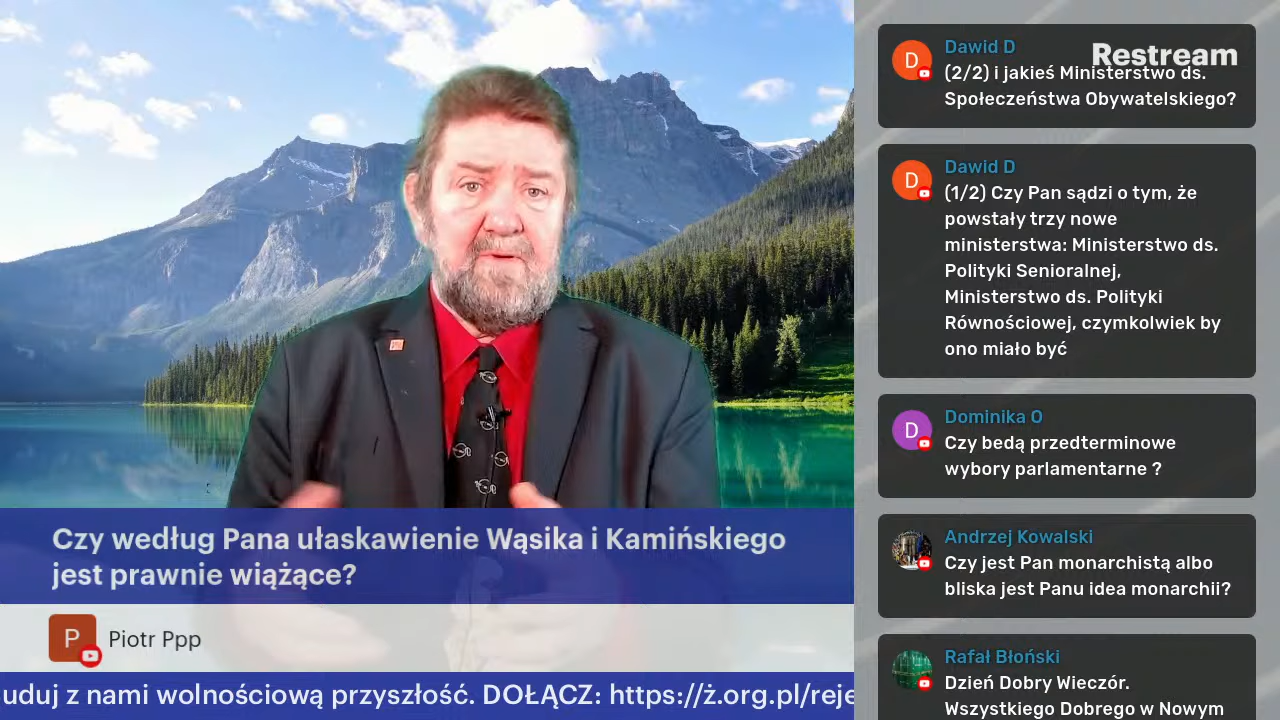 Czy według Pana ułaskawienie Wąsika i Kamińskiego
jest prawnie wiążące?
P
Piotr Ppp
uduj z nami wolnościową przyszłość. DOŁĄCZ: https://ż.org.pl/reje
Restream
D
Dawid D
(2/2) i jakieś Ministerstwo ds.
Społeczeństwa Obywatelskiego?
D
Dawid D
(1/2) Czy Pan sądzi o tym, że
powstały trzy nowe
ministerstwa: Ministerstwo ds.
Polityki Senioralnej,
Ministerstwo ds. Polityki
Równościowej, czymkolwiek by
ono miało być
D
Dominika O
Czy bedą przedterminowe
wybory parlamentarne ?
Andrzej Kowalski
Czy jest Pan monarchistą albo
bliska jest Panu idea monarchii?
Rafał Błoński
Dzień Dobry Wieczór.
Wszystkiego Dobrego w Nowym